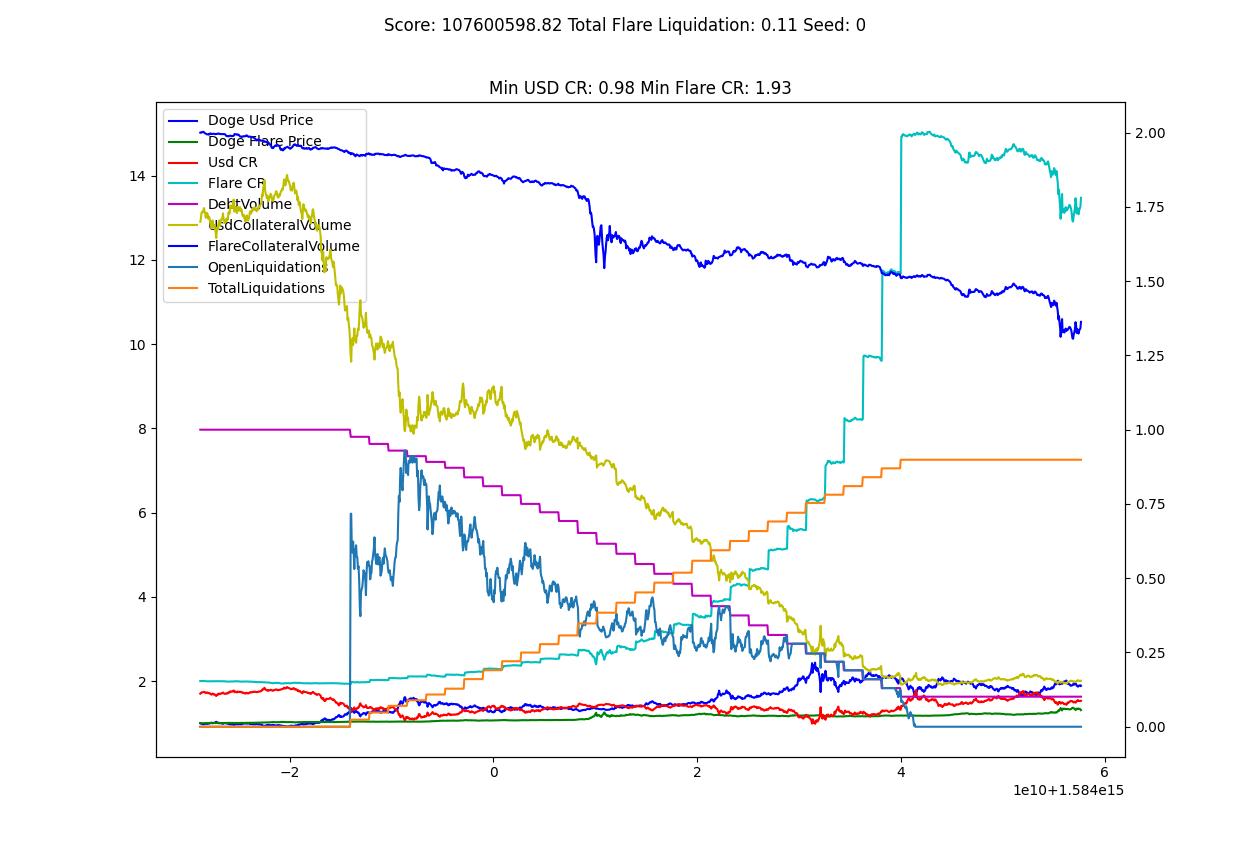 Score: 107600598.82 Total Flare Liquidation: 0.11 Seed: 0
Min USD CR: 0.98 Min Flare CR: 1.93
Doge Usd Price
Doge Flare Price
Usd CR
Flare CR
DebtVolume
UsdCollateralVolume
FlareCollateralVolume
OpenLiquidations
TotalLiquidations
14
12
10
8
6
4
2
2.00
1.75
1.50
1.25
1.00
0.75
0.50
0.25
0.00
−2
0
2
4
6
1e10+1.584e15